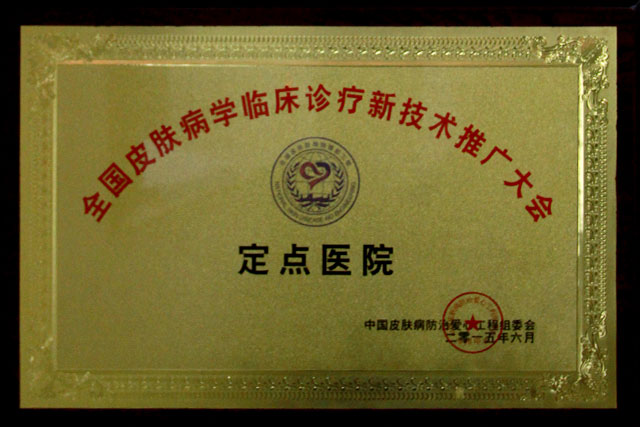 全国皮肤病学临床诊疗新技术推广大会
定点医院
中国皮肤病防治爱心工程组委会
二零一五年六月